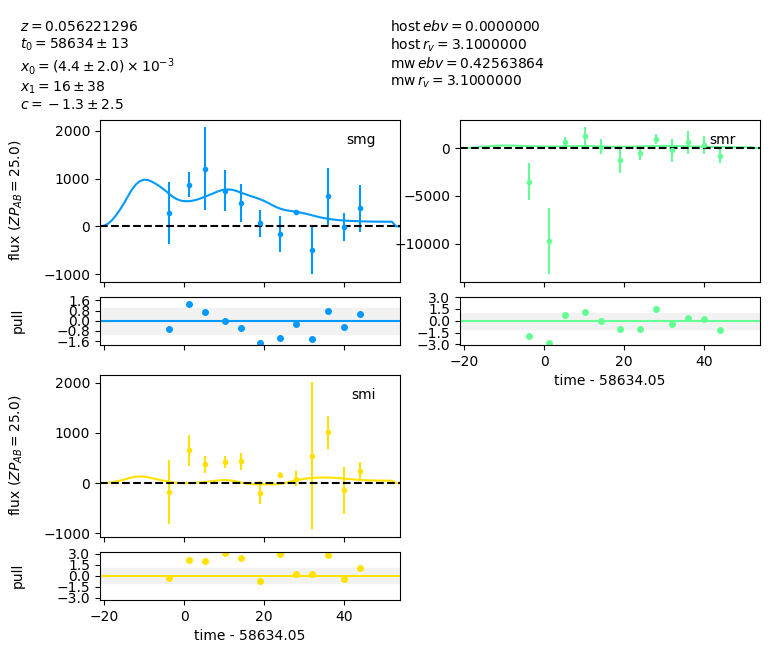 z = 0.056221296
t₀ = 58634 ± 13
x₀ = (4.4 ± 2.0) × 10⁻³
x₁ = 16 ± 38
c = −1.3 ± 2.5
host ebv = 0.0000000
host r_v = 3.1000000
mw ebv = 0.42563864
mw r_v = 3.1000000
flux (ZP_AB = 25.0)
2000
1000
0
−1000
smg
0
−5000
−10000
smr
pull
1.6
0.8
0.0
−0.8
−1.6
3.0
1.5
0.0
−1.5
−3.0
−20
0
20
40
time - 58634.05
flux (ZP_AB = 25.0)
2000
1000
0
−1000
smi
pull
3.0
1.5
0.0
−1.5
−3.0
−20
0
20
40
time - 58634.05